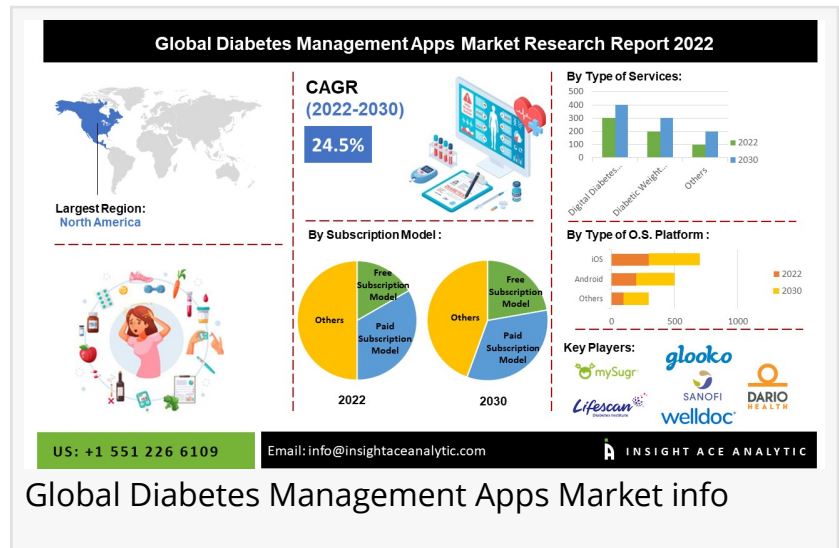 Global Diabetes Management Apps Market Research Report 2022
Largest Region:
North America
CAGR
(2022-2030)
24.5%
By Type of Services:
500
400
300
200
100
0
Digital Diabetes...
Diabetic Weight...
Others
2022
2030
By Subscription Model :
Free
Subscription
Model
Others
Paid
Subscription
Model
2022
Free
Subscription
Model
Others
Paid
Subscription
Model
2030
By Type of O.S. Platform :
iOS
Android
Others
0
500
1000
2022
2030
Key Players:
mySugr
glooko
SANOFI
DARIO
HEALTH
Lifescan
Diabetes Institute
welldoc
US: +1 551 226 6109
Email: info@insightaceanalytic.com
INSIGHT ACE ANALYTIC
Global Diabetes Management Apps Market info